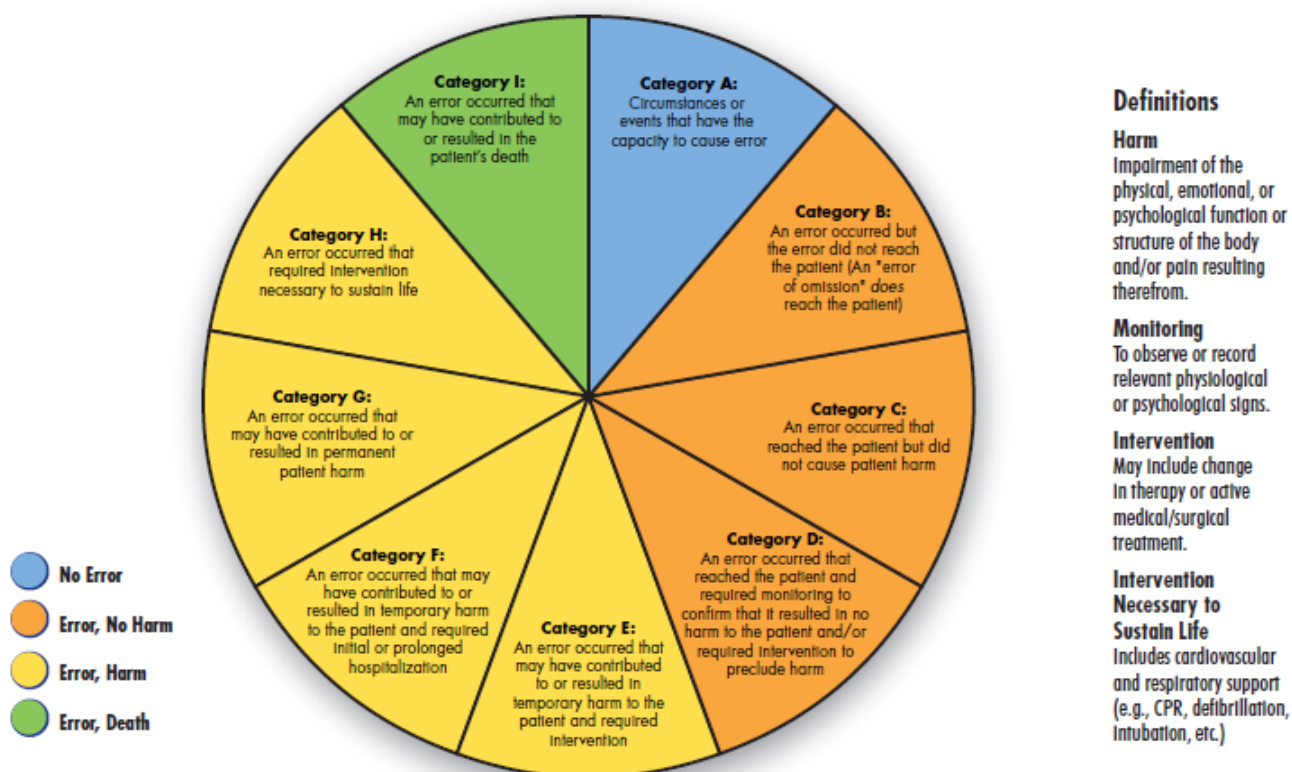 Category I:
An error occurred that
may have contributed to
or resulted in the
patient's death
Category A:
Circumstances or
events that have the
capacity to cause error
Category B:
An error occurred but
the error did not reach
the patient (An "error
of omission" does
reach the patient)
Category C:
An error occurred that
reached the patient but did
not cause patient harm
Category D:
An error occurred that
reached the patient and
required monitoring to
confirm that it resulted in no
harm to the patient and/or
required intervention to
preclude harm
Category E:
An error occurred that
may have contributed
to or resulted in
temporary harm to the
patient and required
intervention
Category F:
An error occurred that may
have contributed to or
resulted in temporary harm
to the patient and required
initial or prolonged
hospitalization
Category G:
An error occurred that
may have contributed to or
resulted in permanent
patient harm
Category H:
An error occurred that
required intervention
necessary to sustain life
No Error
Error, No Harm
Error, Harm
Error, Death
Definitions
Harm
Impairment of the
physical, emotional, or
psychological function or
structure of the body
and/or pain resulting
therefrom.
Monitoring
To observe or record
relevant physiological
or psychological signs.
Intervention
May include change
in therapy or active
medical/surgical
treatment.
Intervention
Necessary to
Sustain Life
Includes cardiovascular
and respiratory support
(e.g., CPR, defibrillation,
intubation, etc.)